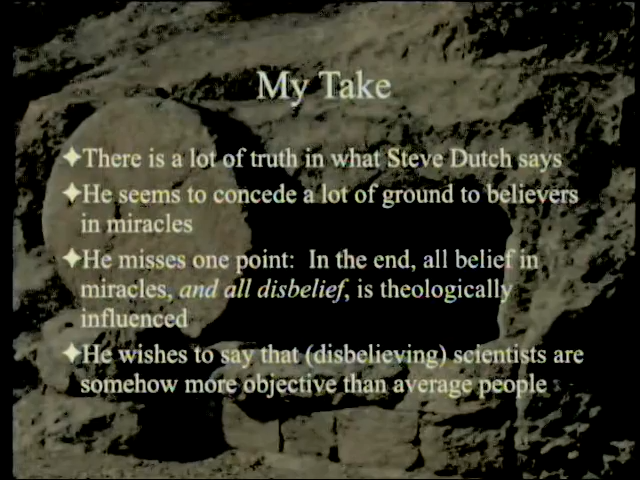 My Take
✦There is a lot of truth in what Steve Dutch says
✦He seems to concede a lot of ground to believers
in miracles
✦He misses one point:  In the end, all belief in
miracles, and all disbelief, is theologically
influenced
✦He wishes to say that (disbelieving) scientists are
somehow more objective than average people